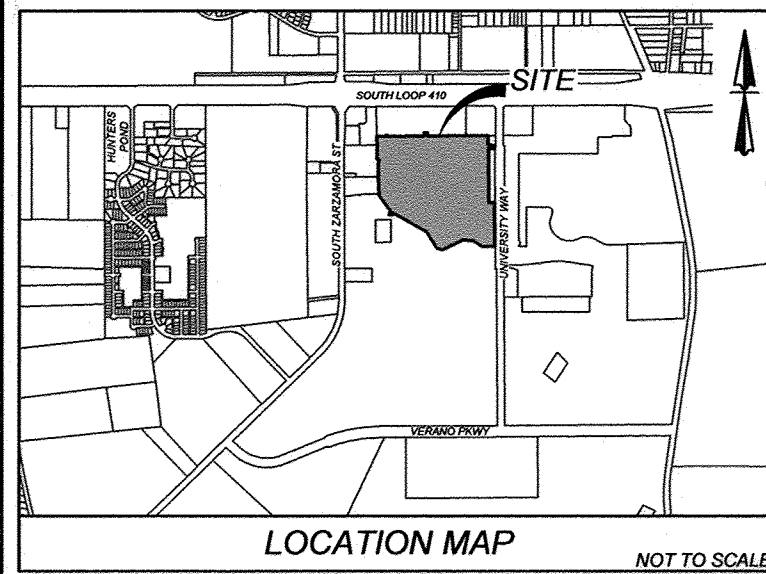 SITE
SOUTH LOOP 410
HUNTERS
POND
SOUTH ZARZAMORA ST
UNIVERSITY WAY
VERANO PKWY
LOCATION MAP
NOT TO SCALE